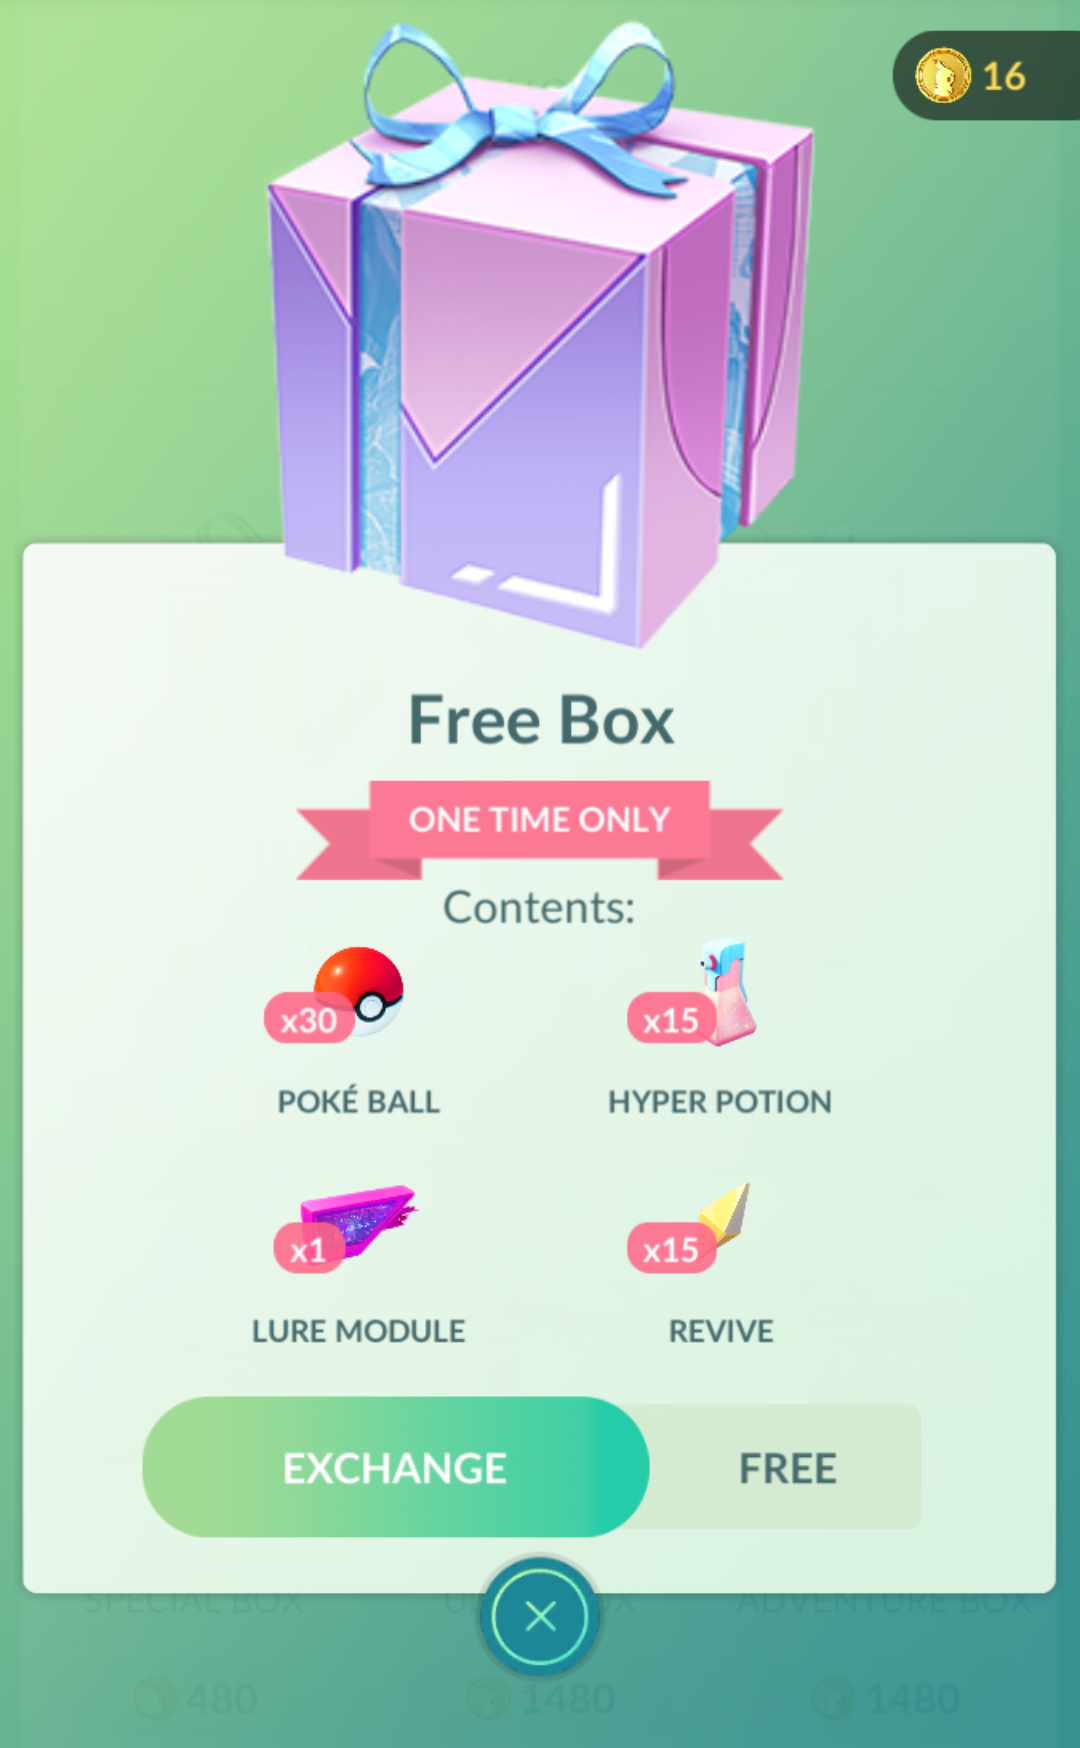 16
Free Box
ONE TIME ONLY
Contents:
x30
x15
POKÉ BALL
HYPER POTION
x1
x15
LURE MODULE
REVIVE
EXCHANGE
FREE
SPECIAL BOX
ADVENTURE BOX
480
1480
1480